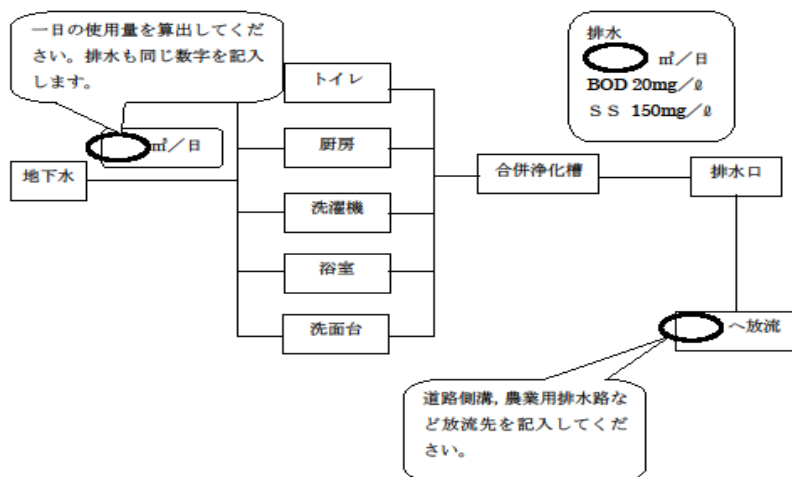 一日の使用量を算出してくだ
さい。排水も同じ数字を記入
します。
㎥／日
地下水
トイレ
厨房
洗濯機
浴室
洗面台
合併浄化槽
排水口
排水
㎥／日
BOD 20mg／ℓ
ＳＳ 150mg／ℓ
へ放流
道路側溝，農業用排水路な
ど放流先を記入してくだ
さい。